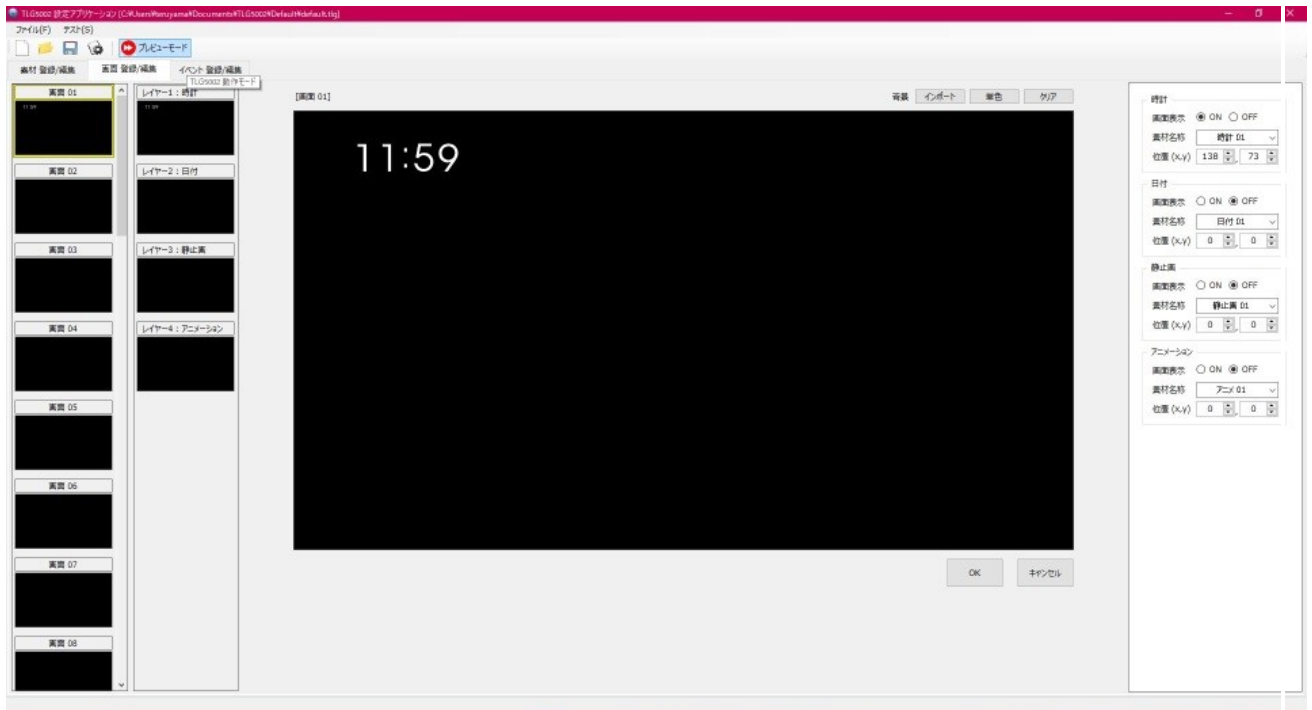 TLG5002 設定アプリケーション [C:¥Users¥teruyama¥Documents¥TLG5002¥Default¥default.tlg]
ファイル(F) テスト(S)
プレビューモード
素材 登録/編集 画面 登録/編集 イベント 登録/編集
TLG5002 動作モード
画面 01
11:59
画面 02
画面 03
画面 04
画面 05
画面 06
画面 07
画面 08
レイヤー1:時計
11:59
レイヤー2:日付
レイヤー3:静止画
レイヤー4:アニメーション
[画面 01] 背景 インポート 単色 クリア
11:59
OK キャンセル
時計
画面表示 ON OFF
素材名称 時計 01
位置 (x,y) 138 , 73
日付
画面表示 ON OFF
素材名称 日付 01
位置 (x,y) 0 , 0
静止画
画面表示 ON OFF
素材名称 静止画 01
位置 (x,y) 0 , 0
アニメーション
画面表示 ON OFF
素材名称 アニメ 01
位置 (x,y) 0 , 0